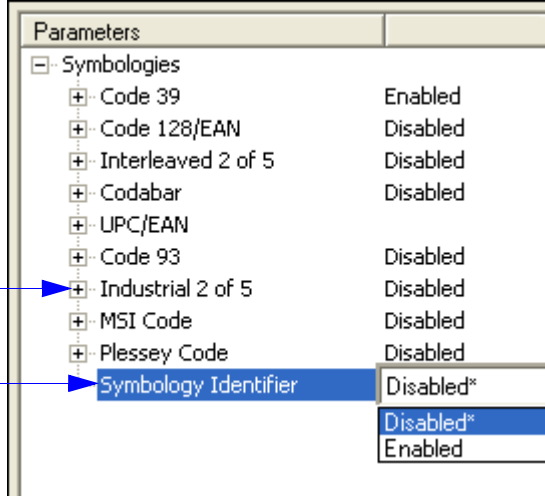 Parameters
Symbologies
Code 39 Enabled
Code 128/EAN Disabled
Interleaved 2 of 5 Disabled
Codabar Disabled
UPC/EAN
Code 93 Disabled
Industrial 2 of 5 Disabled
MSI Code Disabled
Plessey Code Disabled
Symbology Identifier Disabled*
Disabled*
Enabled